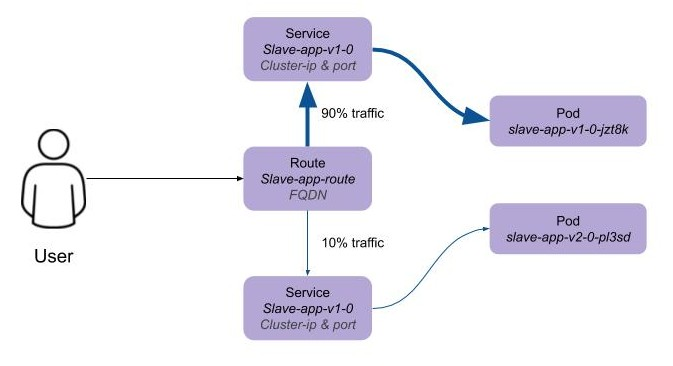 Service
Slave-app-v1-0
Cluster-ip & port
90% traffic
Pod
slave-app-v1-0-jzt8k
Route
Slave-app-route
FQDN
User
Pod
slave-app-v2-0-pl3sd
10% traffic
Service
Slave-app-v1-0
Cluster-ip & port